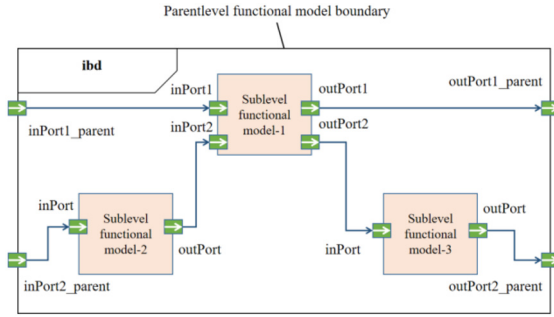 Parentlevel functional model boundary
ibd
inPort1
outPort1
outPort1_parent
Sublevel
functional
model-1
inPort1_parent
inPort2
outPort2
inPort
Sublevel
functional
model-2
outPort
inPort
Sublevel
functional
model-3
outPort
inPort2_parent
outPort2_parent